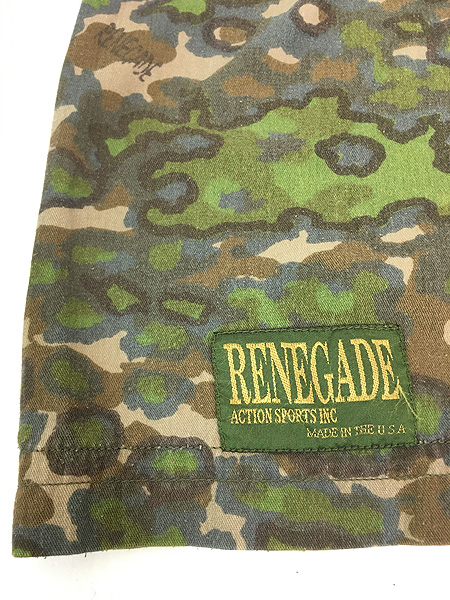 RENEGADE
RENEGADE
ACTION SPORTS INC
MADE IN THE U.S.A